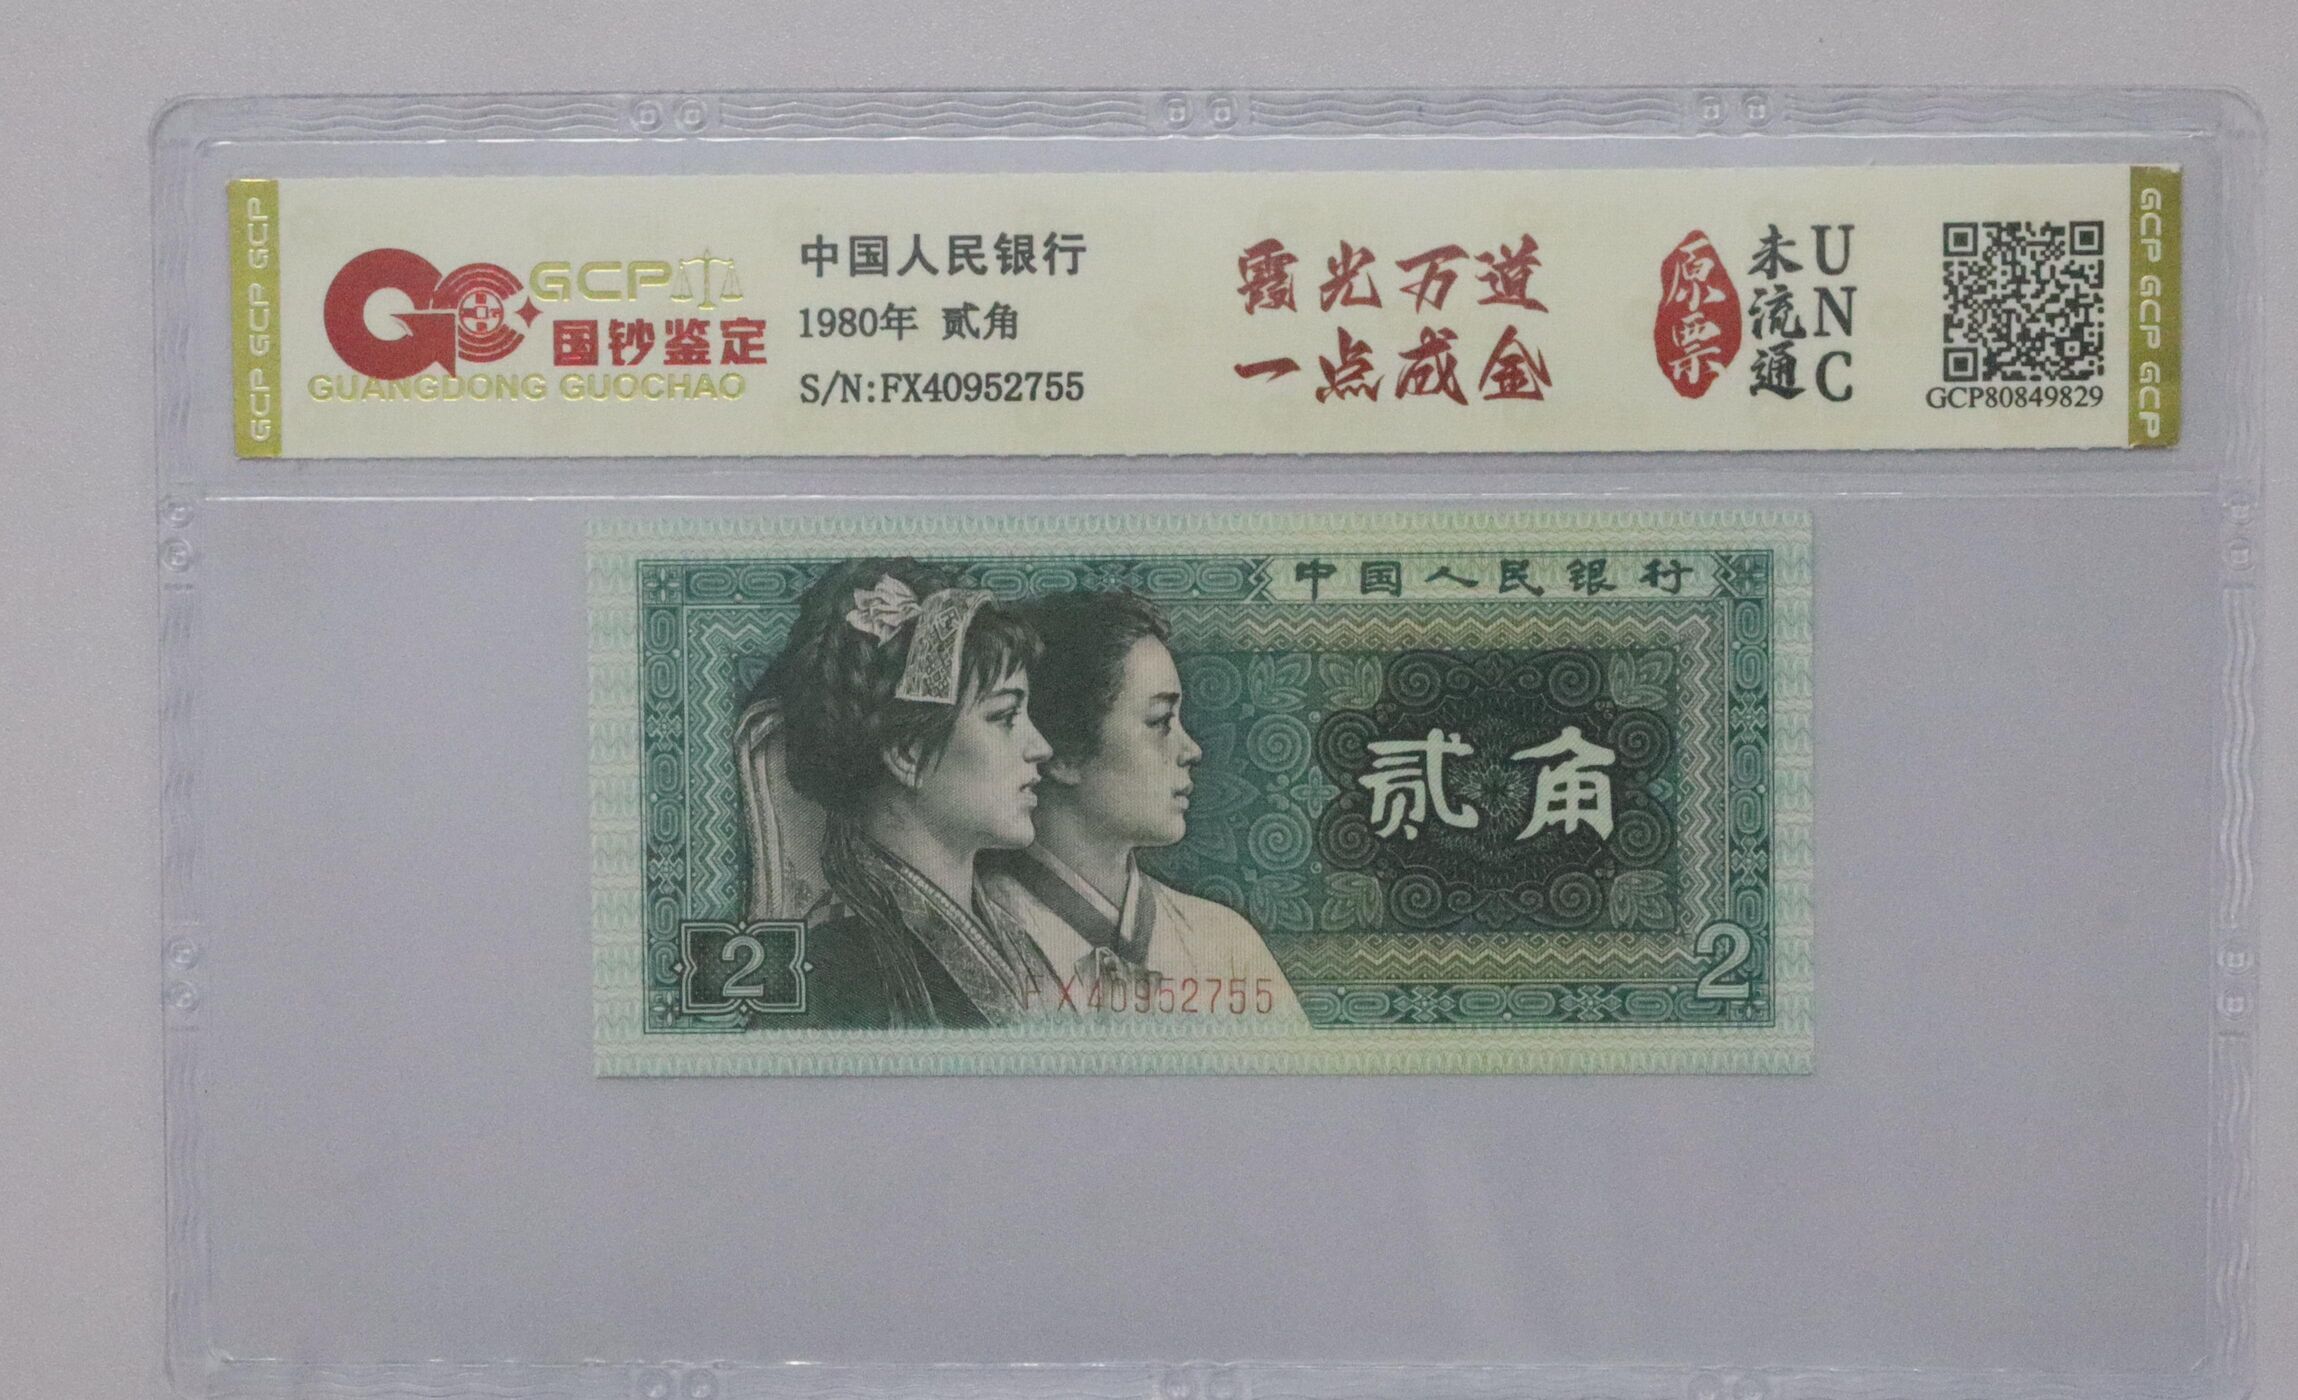 GCP GCP GCP
GCP
国钞鉴定
GUANGDONG GUOCHAO
中国人民银行
1980年 贰角
S/N:FX40952755
霞光万道
一点成金
原票
未流通
UNC
GCP80849829
GCP GCP GCP
中国人民银行
贰角
2
FX40952755
2